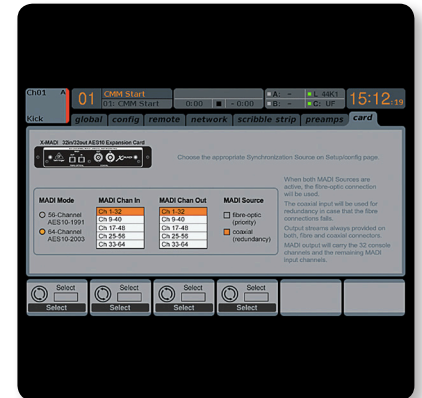 Ch01 A
Kick
01
CMM Start
01: CMM Start
0:00 - 0:00
A: -
B: -
L 44K1
C: UF
15:12:19
global config remote network scribble strip preamps card
X-MADI 32in/32out AES10 Expansion Card
Choose the appropriate Synchronization Source on Setup/config page.
MADI Mode
56-Channel
AES10-1991
64-Channel
AES10-2003
MADI Chan In
Ch 1-32
Ch 9-40
Ch 17-48
Ch 25-56
Ch 33-64
MADI Chan Out
Ch 1-32
Ch 9-40
Ch 17-48
Ch 25-56
Ch 33-64
MADI Source
fibre-optic
(priority)
coaxial
(redundancy)
When both MADI Sources are
active, the fibre-optic connection
will be used.
The coaxial input will be used for
redundancy in case that the fibre
connections fails.
Output streams always provided on
both, fibre and coaxial connectors.
MADI output will carry the 32 console
channels and the remaining MADI
input channels.
Select
Select
Select
Select
Select
Select
Select
Select